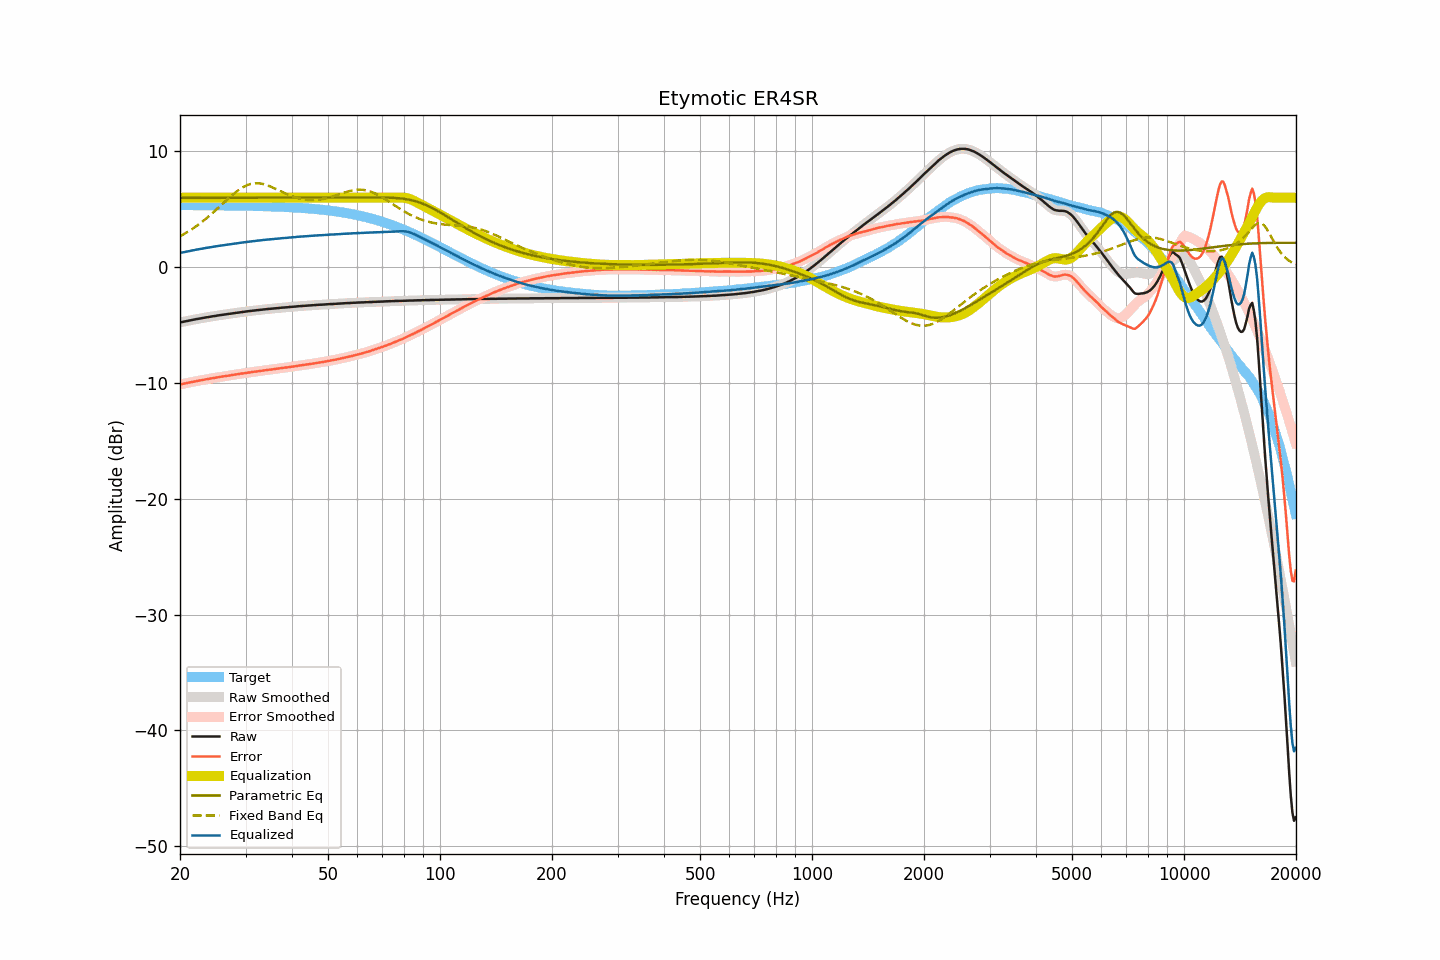 Etymotic ER4SR
10
0
−10
−20
−30
−40
−50
Amplitude (dBr)
Target
Raw Smoothed
Error Smoothed
Raw
Error
Equalization
Parametric Eq
Fixed Band Eq
Equalized
20 50 100 200 500 1000 2000 5000 10000 20000
Frequency (Hz)